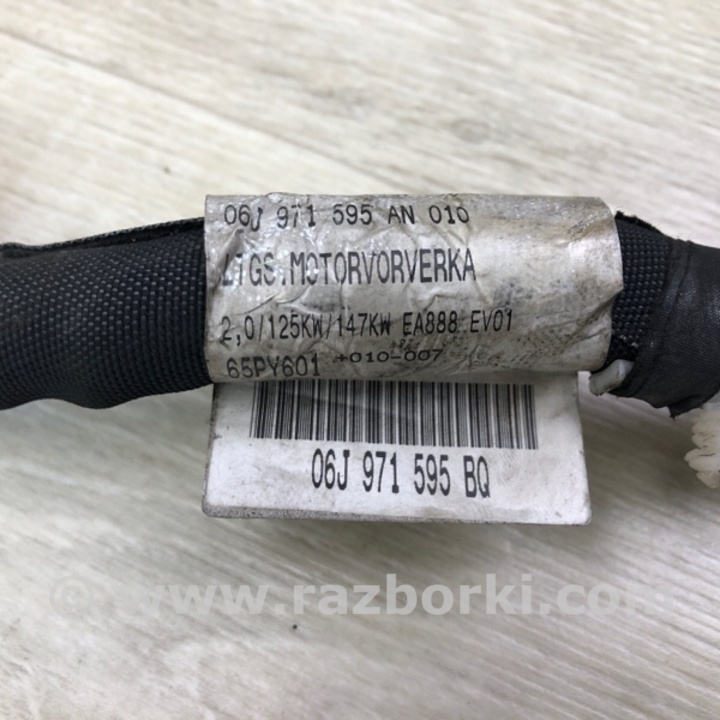 06J 971 595 AN 010
LTGS.MOTORVORVERKA
2,0/125KW/147KW EA888 EV01
65PY601 +010-007
06J 971 595 BQ
© www.razborki.com